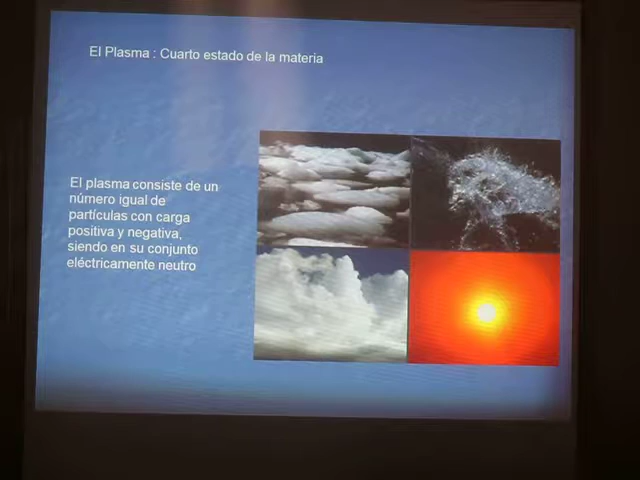 El Plasma : Cuarto estado de la materia
El plasma consiste de un
número igual de
partículas con carga
positiva y negativa,
siendo en su conjunto
eléctricamente neutro